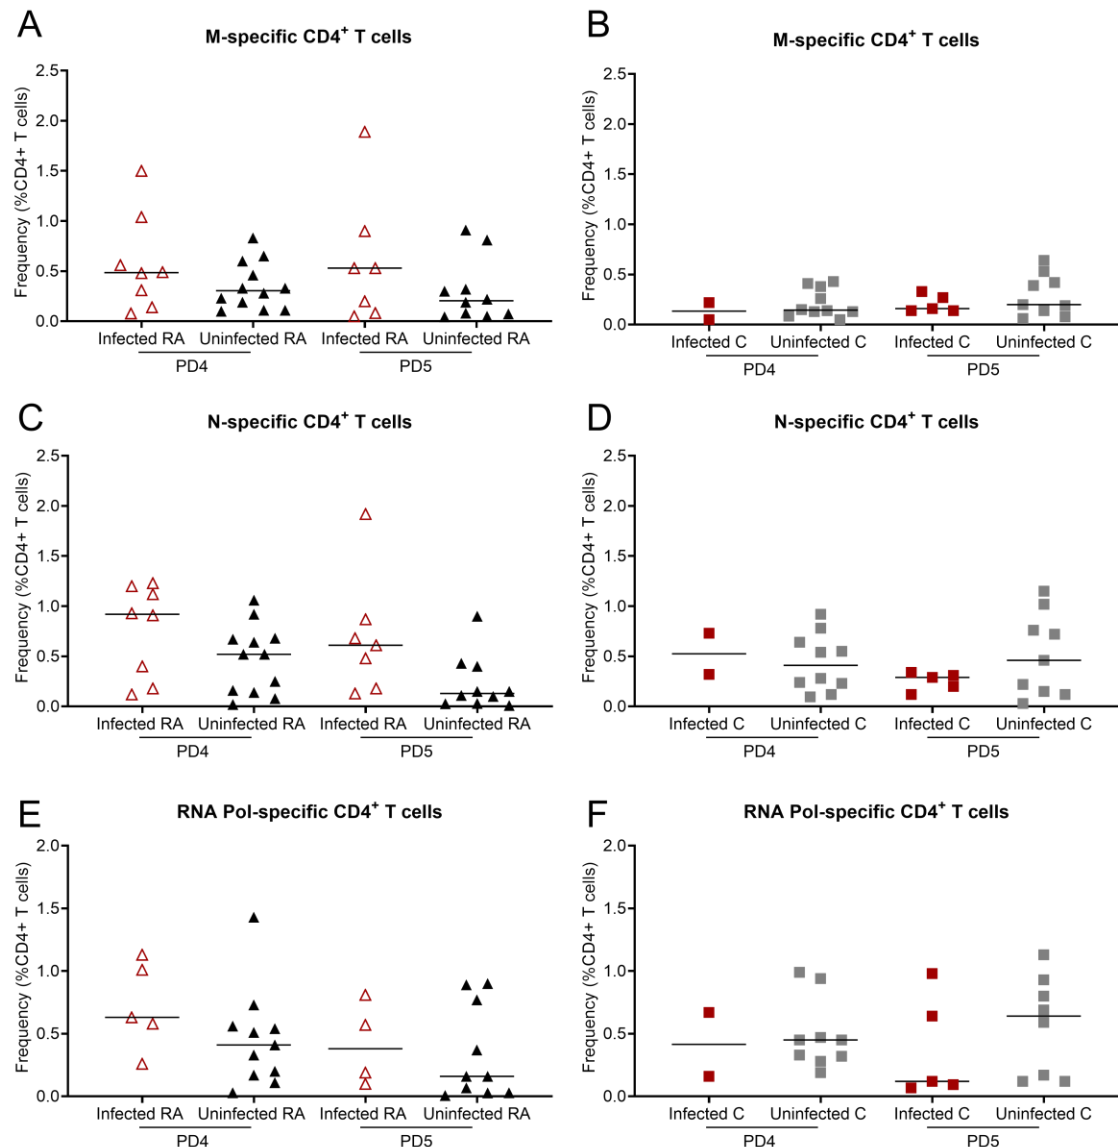 A
M-specific CD4⁺ T cells
Frequency (%CD4+ T cells)
2.5
2.0
1.5
1.0
0.5
0.0
Infected RA Uninfected RA Infected RA Uninfected RA
PD4 PD5
B
M-specific CD4⁺ T cells
Frequency (%CD4+ T cells)
2.5
2.0
1.5
1.0
0.5
0.0
Infected C Uninfected C Infected C Uninfected C
PD4 PD5
C
N-specific CD4⁺ T cells
Frequency (%CD4+ T cells)
2.5
2.0
1.5
1.0
0.5
0.0
Infected RA Uninfected RA Infected RA Uninfected RA
PD4 PD5
D
N-specific CD4⁺ T cells
Frequency (%CD4+ T cells)
2.5
2.0
1.5
1.0
0.5
0.0
Infected C Uninfected C Infected C Uninfected C
PD4 PD5
E
RNA Pol-specific CD4⁺ T cells
Frequency (%CD4+ T cells)
2.0
1.5
1.0
0.5
0.0
Infected RA Uninfected RA Infected RA Uninfected RA
PD4 PD5
F
RNA Pol-specific CD4⁺ T cells
Frequency (%CD4+ T cells)
2.0
1.5
1.0
0.5
0.0
Infected C Uninfected C Infected C Uninfected C
PD4 PD5